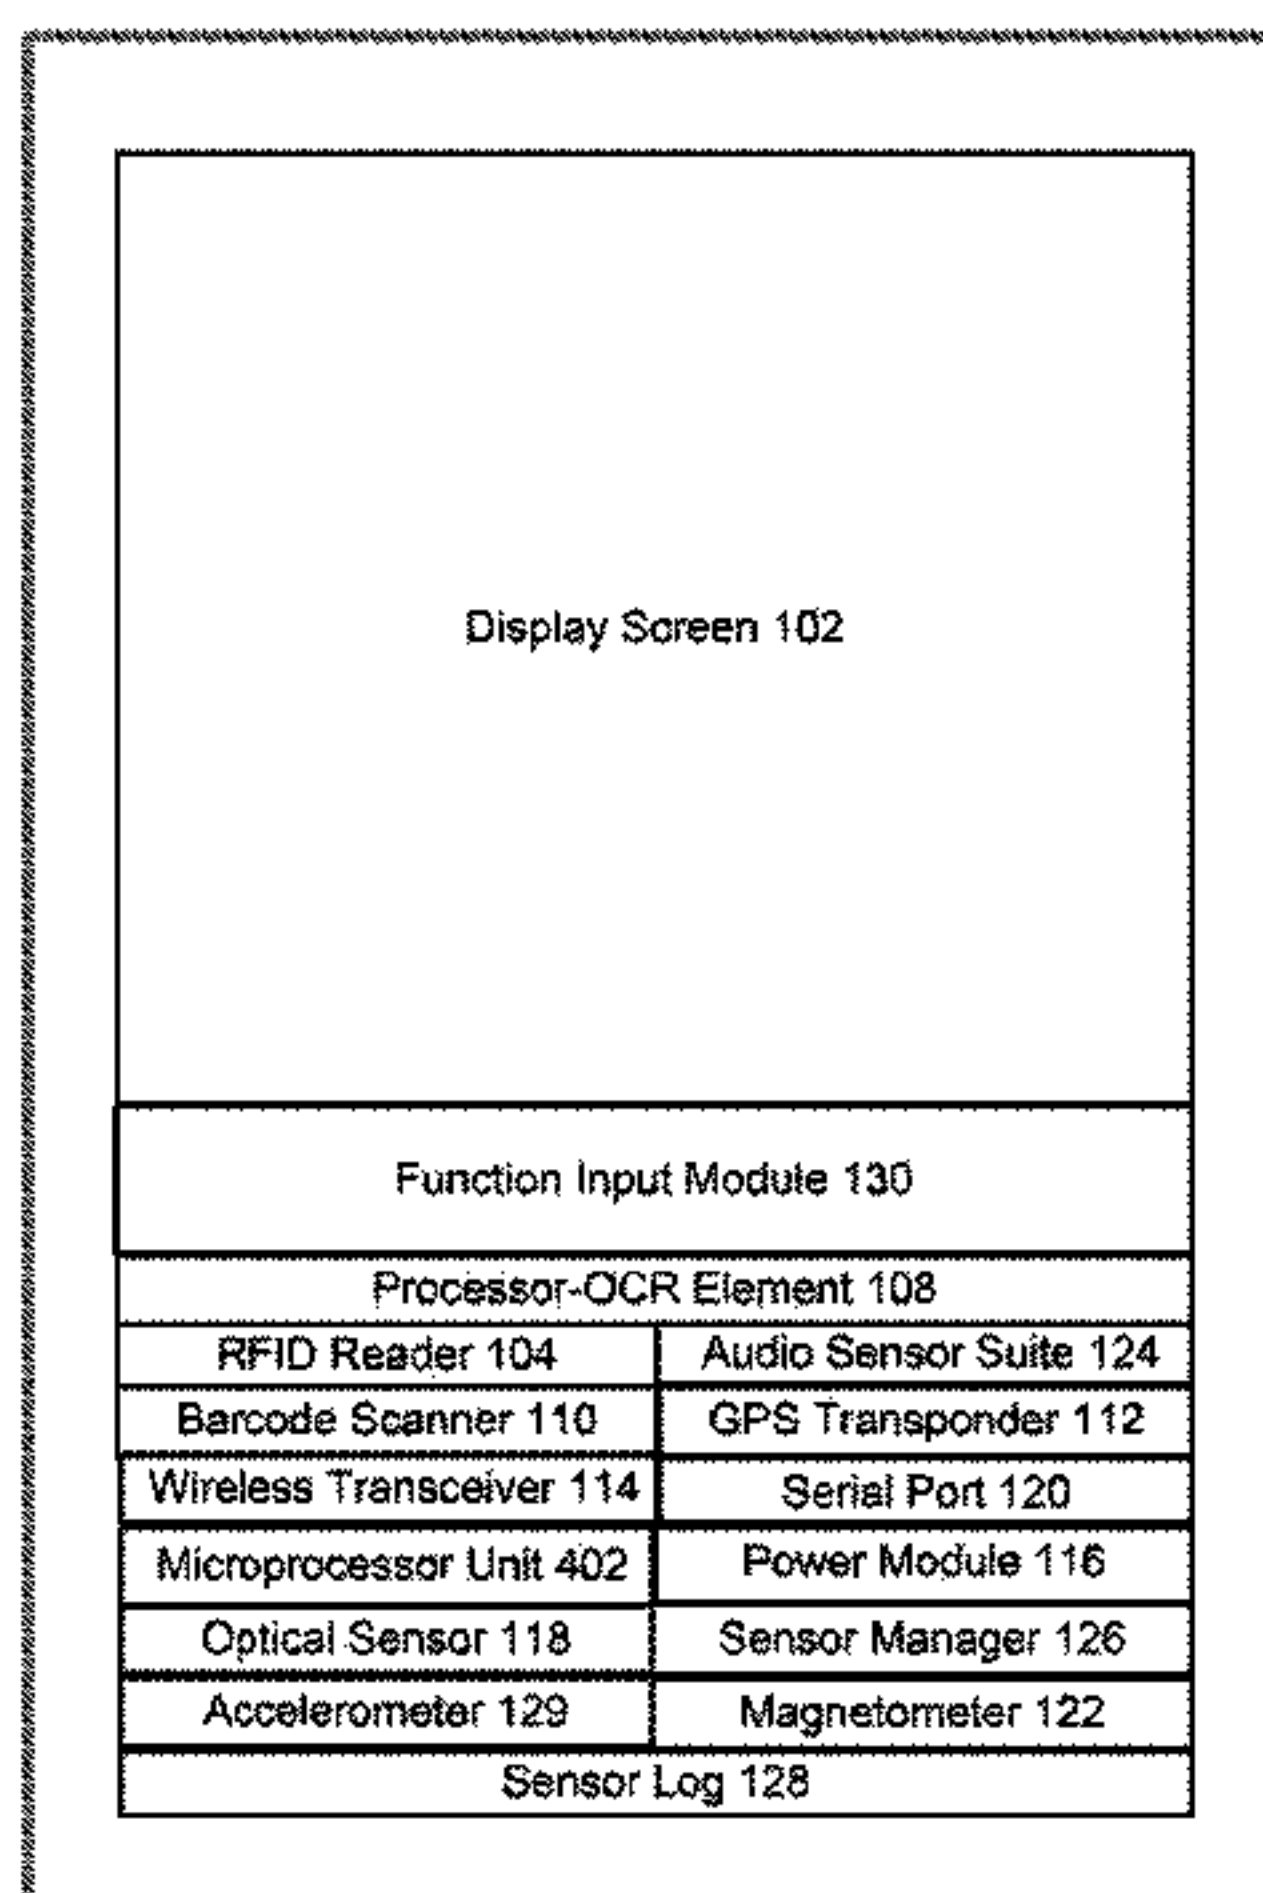 Display Screen 102
Function Input Module 130
Processor-OCR Element 108
RFID Reader 104
Audio Sensor Suite 124
Barcode Scanner 110
GPS Transponder 112
Wireless Transceiver 114
Serial Port 120
Microprocessor Unit 402
Power Module 116
Optical Sensor 118
Sensor Manager 126
Accelerometer 129
Magnetometer 122
Sensor Log 128